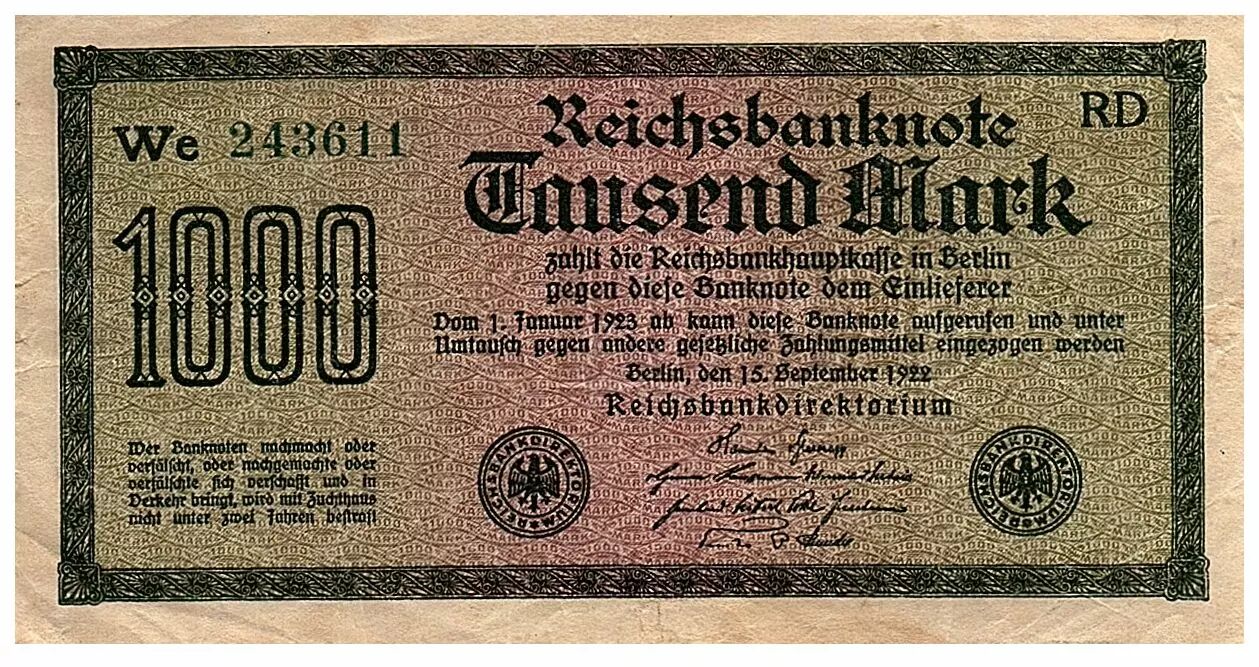 We 243611
Reichsbanknote
RD
Tausend Mark
1000
zahlt die Reichsbankhauptkasse in Berlin
gegen diese Banknote dem Einlieferer
Vom 1. Januar 1923 ab kann diese Banknote aufgerufen und unter
Umtausch gegen andere gesetzliche Zahlungsmittel eingezogen werden
Berlin, den 15. September 1922
Reichsbankdirektorium
Wer Banknoten nachmacht oder
verfälscht, oder nachgemachte oder
verfälschte sich verschafft und in
Verkehr bringt, wird mit Zuchthaus
nicht unter zwei Jahren bestraft
REICHSBANKDIREKTORIUM
REICHSBANKDIREKTORIUM